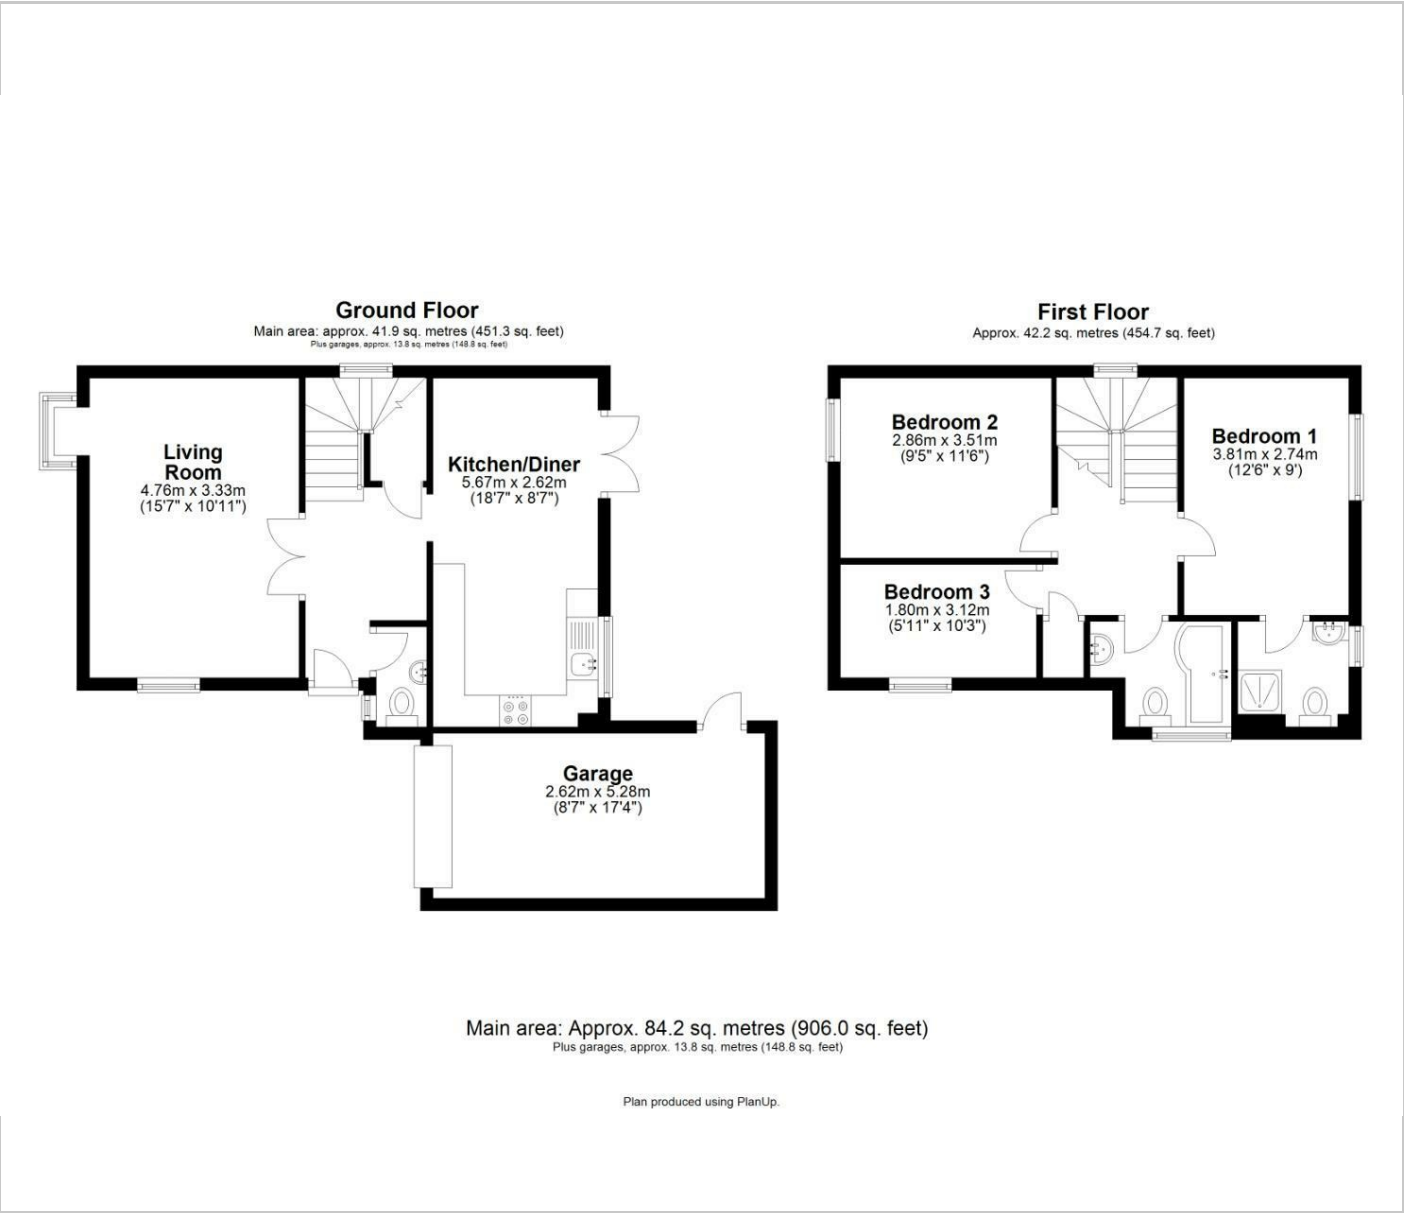 Ground Floor
Main area: approx. 41.9 sq. metres (451.3 sq. feet)
Plus garages, approx. 13.8 sq. metres (148.8 sq. feet)
Living
Room
4.76m x 3.33m
(15'7" x 10'11")
Kitchen/Diner
5.67m x 2.62m
(18'7" x 8'7")
Garage
2.62m x 5.28m
(8'7" x 17'4")
First Floor
Approx. 42.2 sq. metres (454.7 sq. feet)
Bedroom 2
2.86m x 3.51m
(9'5" x 11'6")
Bedroom 1
3.81m x 2.74m
(12'6" x 9')
Bedroom 3
1.80m x 3.12m
(5'11" x 10'3")
Main area: Approx. 84.2 sq. metres (906.0 sq. feet)
Plus garages, approx. 13.8 sq. metres (148.8 sq. feet)
Plan produced using PlanUp.